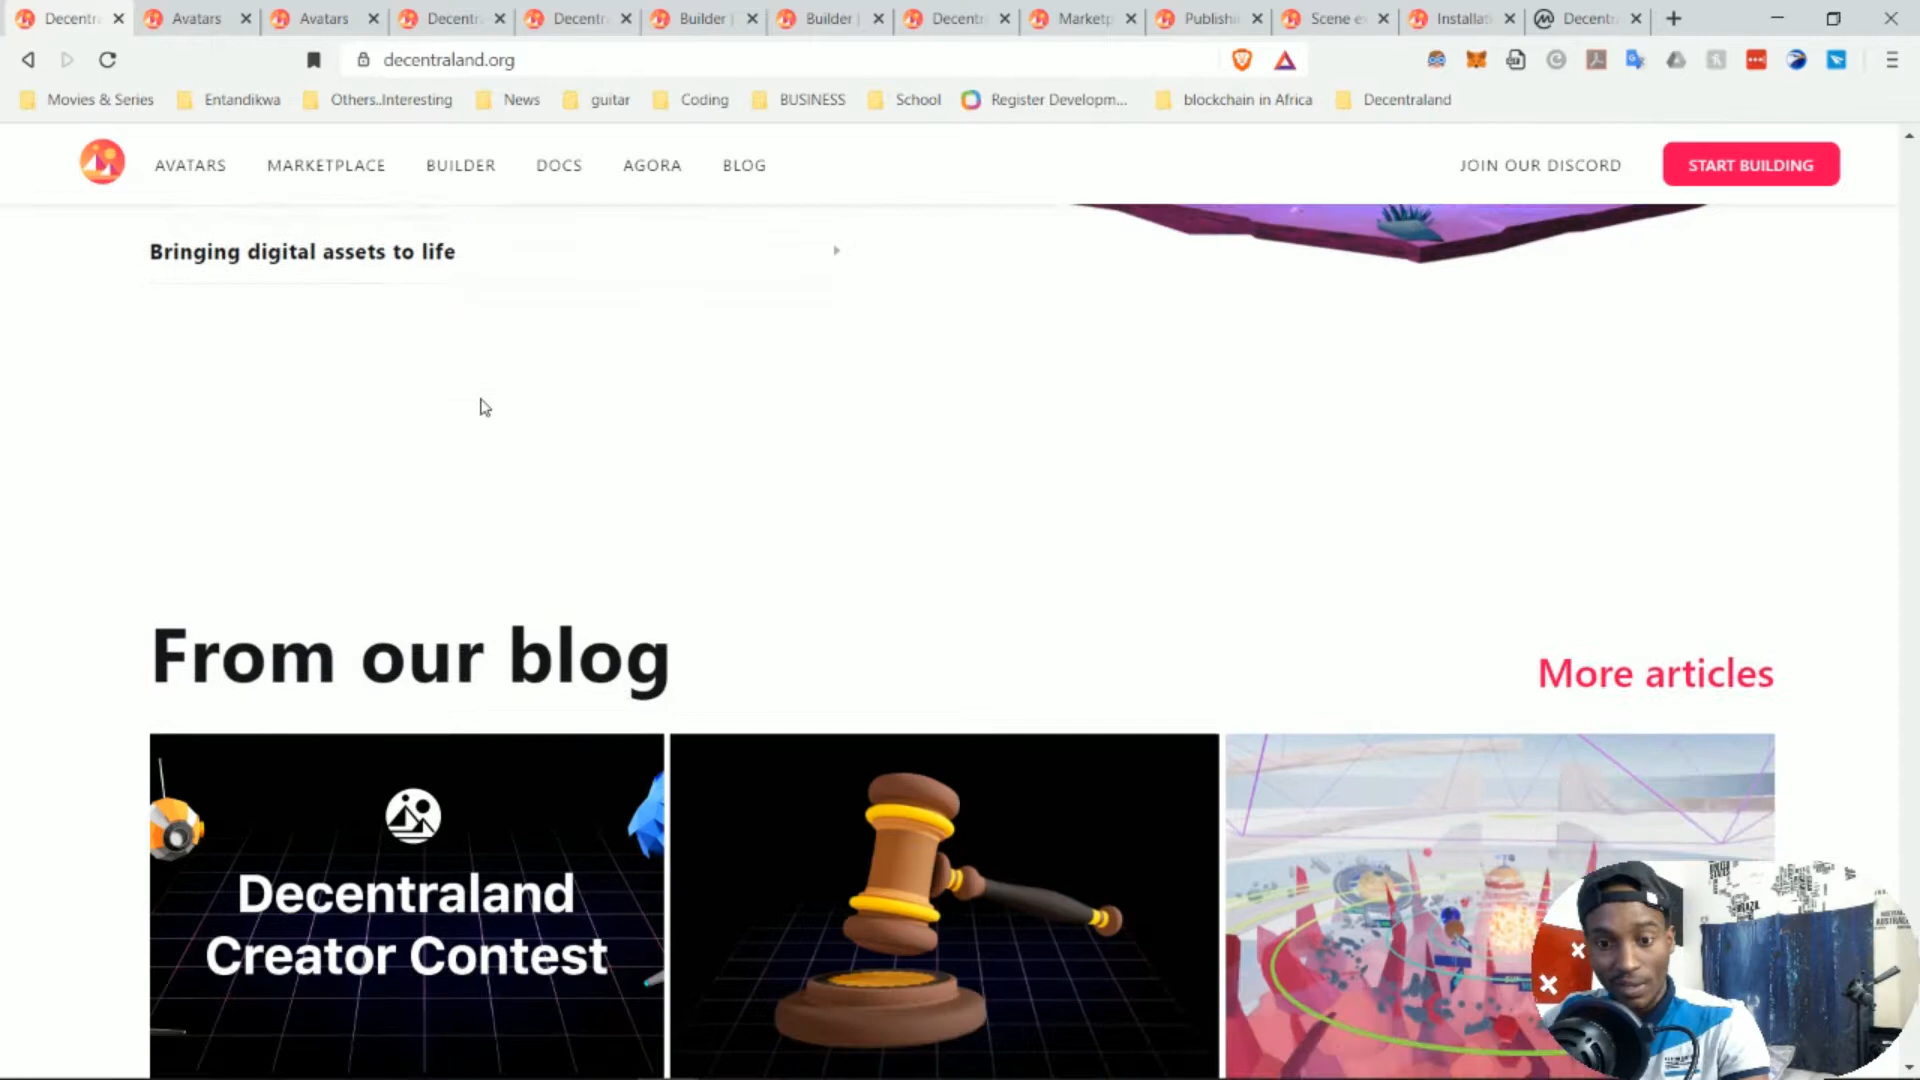 Decentra
Avatars
Avatars
Decentr
Decentr
Builder |
Builder |
Decentr
Marketp
Publishi
Scene e
Installat
Decentr
decentraland.org
Movies & Series
Entandikwa
Others..Interesting
News
guitar
Coding
BUSINESS
School
Register Developm...
blockchain in Africa
Decentraland
AVATARS
MARKETPLACE
BUILDER
DOCS
AGORA
BLOG
JOIN OUR DISCORD
START BUILDING
Bringing digital assets to life
From our blog
More articles
Decentraland
Creator Contest